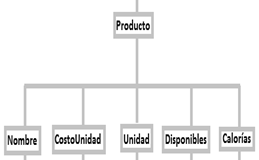 Producto
Nombre
CostoUnidad
Unidad
Disponibles
Calorías